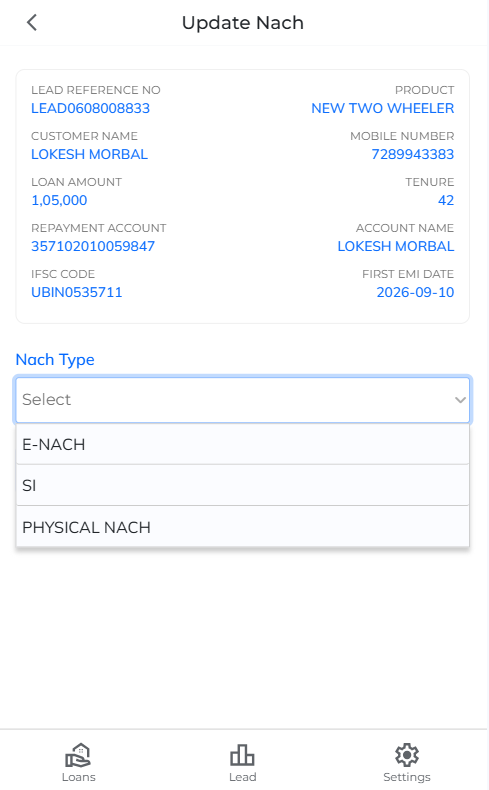 Update Nach
LEAD REFERENCE NO PRODUCT
LEAD0608008833 NEW TWO WHEELER
CUSTOMER NAME MOBILE NUMBER
LOKESH MORBAL 7289943383
LOAN AMOUNT TENURE
1,05,000 42
REPAYMENT ACCOUNT ACCOUNT NAME
357102010059847 LOKESH MORBAL
IFSC CODE FIRST EMI DATE
UBIN0535711 2026-09-10
Nach Type
Select
E-NACH
SI
PHYSICAL NACH
Loans Lead Settings